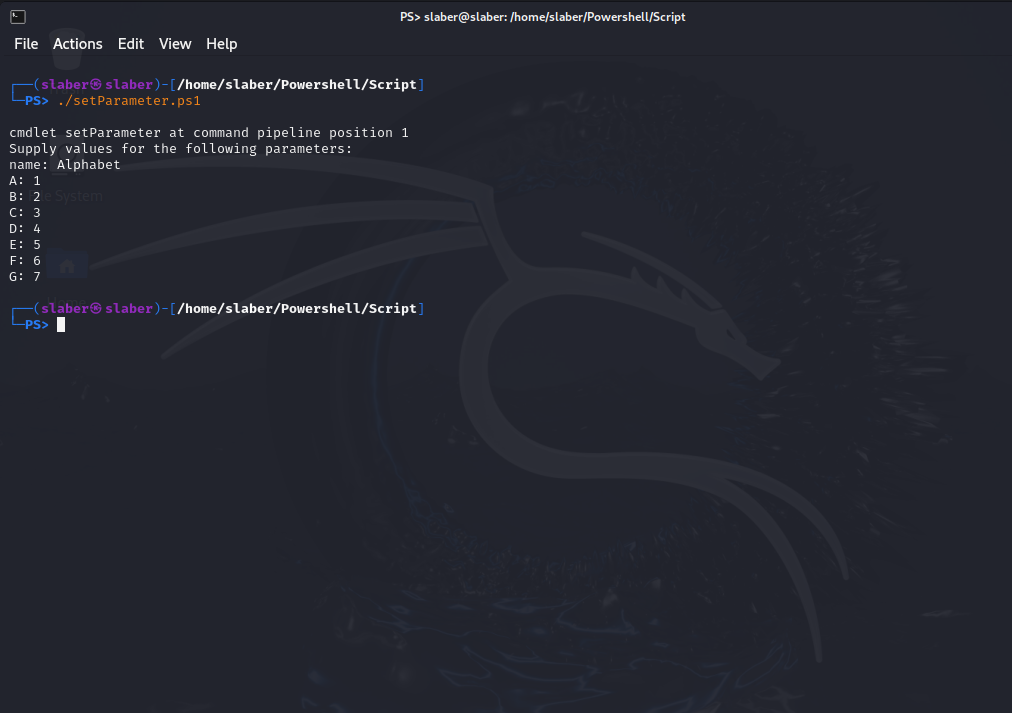 PS> slaber@slaber: /home/slaber/Powershell/Script
File Actions Edit View Help
┌──(slaber㉿slaber)-[/home/slaber/Powershell/Script]
└─PS> ./setParameter.ps1
cmdlet setParameter at command pipeline position 1
Supply values for the following parameters:
name: Alphabet
A: 1
B: 2
C: 3
D: 4
E: 5
F: 6
G: 7
┌──(slaber㉿slaber)-[/home/slaber/Powershell/Script]
└─PS>